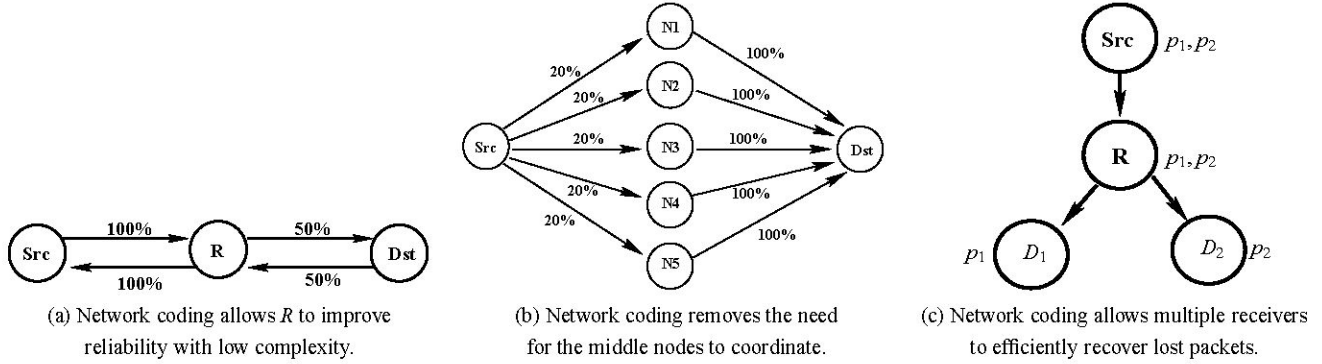 Src
100%
100%
R
50%
50%
Dst
(a) Network coding allows R to improve
reliability with low complexity.
Src
20%
20%
20%
20%
20%
N1
N2
N3
N4
N5
100%
100%
100%
100%
100%
Dst
(b) Network coding removes the need
for the middle nodes to coordinate.
Src p1, p2
R p1, p2
p1 D1
D2 p2
(c) Network coding allows multiple receivers
to efficiently recover lost packets.